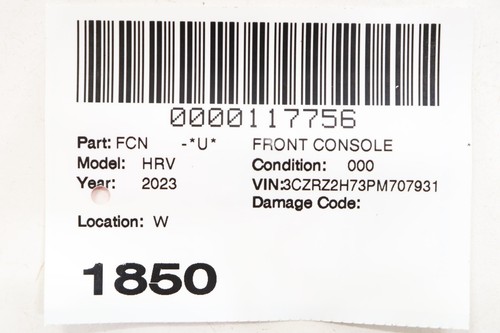 0000117756
Part: FCN -*U* FRONT CONSOLE
Model: HRV Condition: 000
Year: 2023 VIN:3CZRZ2H73PM707931
Damage Code:
Location: W
1850